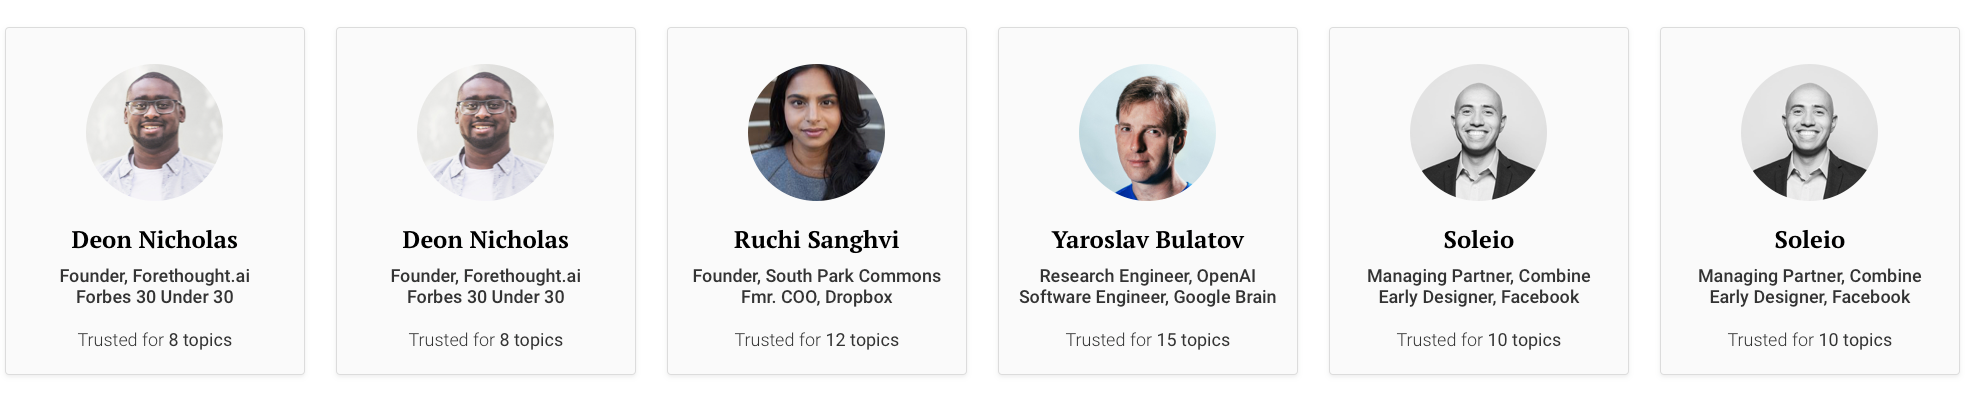 Deon Nicholas
Founder, Forethought.ai
Forbes 30 Under 30
Trusted for 8 topics
Deon Nicholas
Founder, Forethought.ai
Forbes 30 Under 30
Trusted for 8 topics
Ruchi Sanghvi
Founder, South Park Commons
Fmr. COO, Dropbox
Trusted for 12 topics
Yaroslav Bulatov
Research Engineer, OpenAI
Software Engineer, Google Brain
Trusted for 15 topics
Soleio
Managing Partner, Combine
Early Designer, Facebook
Trusted for 10 topics
Soleio
Managing Partner, Combine
Early Designer, Facebook
Trusted for 10 topics